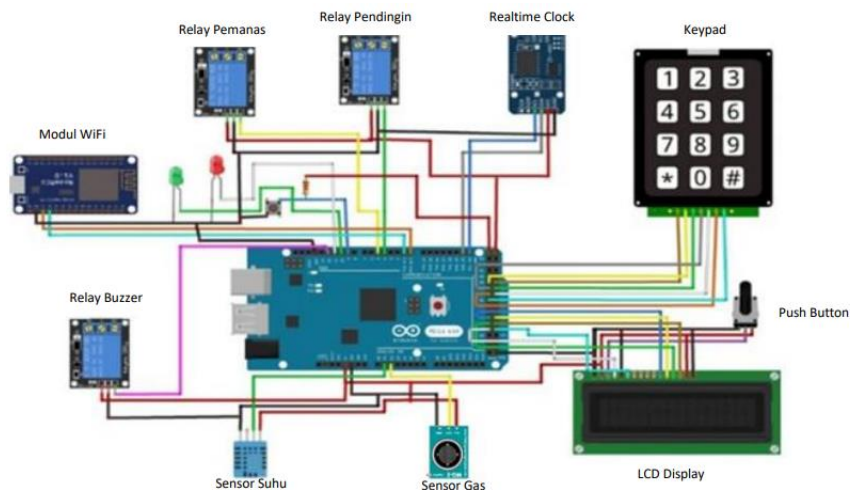 Relay Pemanas
Relay Pendingin
Realtime Clock
Keypad
Modul WiFi
1 2 3
4 5 6
7 8 9
* 0 #
Relay Buzzer
Push Button
Sensor Suhu
Sensor Gas
LCD Display